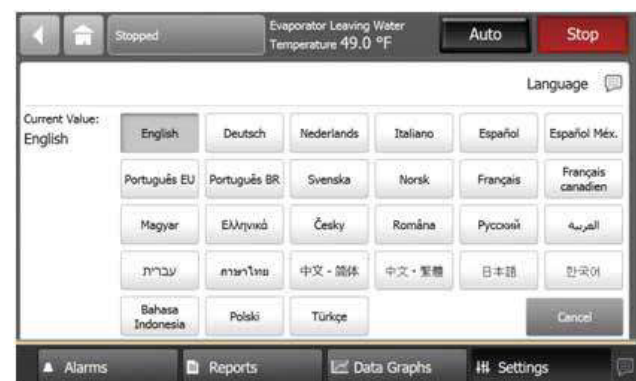 Stopped
Evaporator Leaving Water
Temperature 49.0 °F
Auto
Stop
Language
Current Value:
English
English
Deutsch
Nederlands
Italiano
Español
Español Méx.
Português EU
Português BR
Svenska
Norsk
Français
Français
canadien
Magyar
Ελληνικά
Česky
Româna
Русский
العربية
עברית
ภาษาไทย
中文 - 简体
中文 - 繁體
日本語
한국어
Bahasa
Indonesia
Polski
Türkçe
Cancel
Alarms
Reports
Data Graphs
Settings